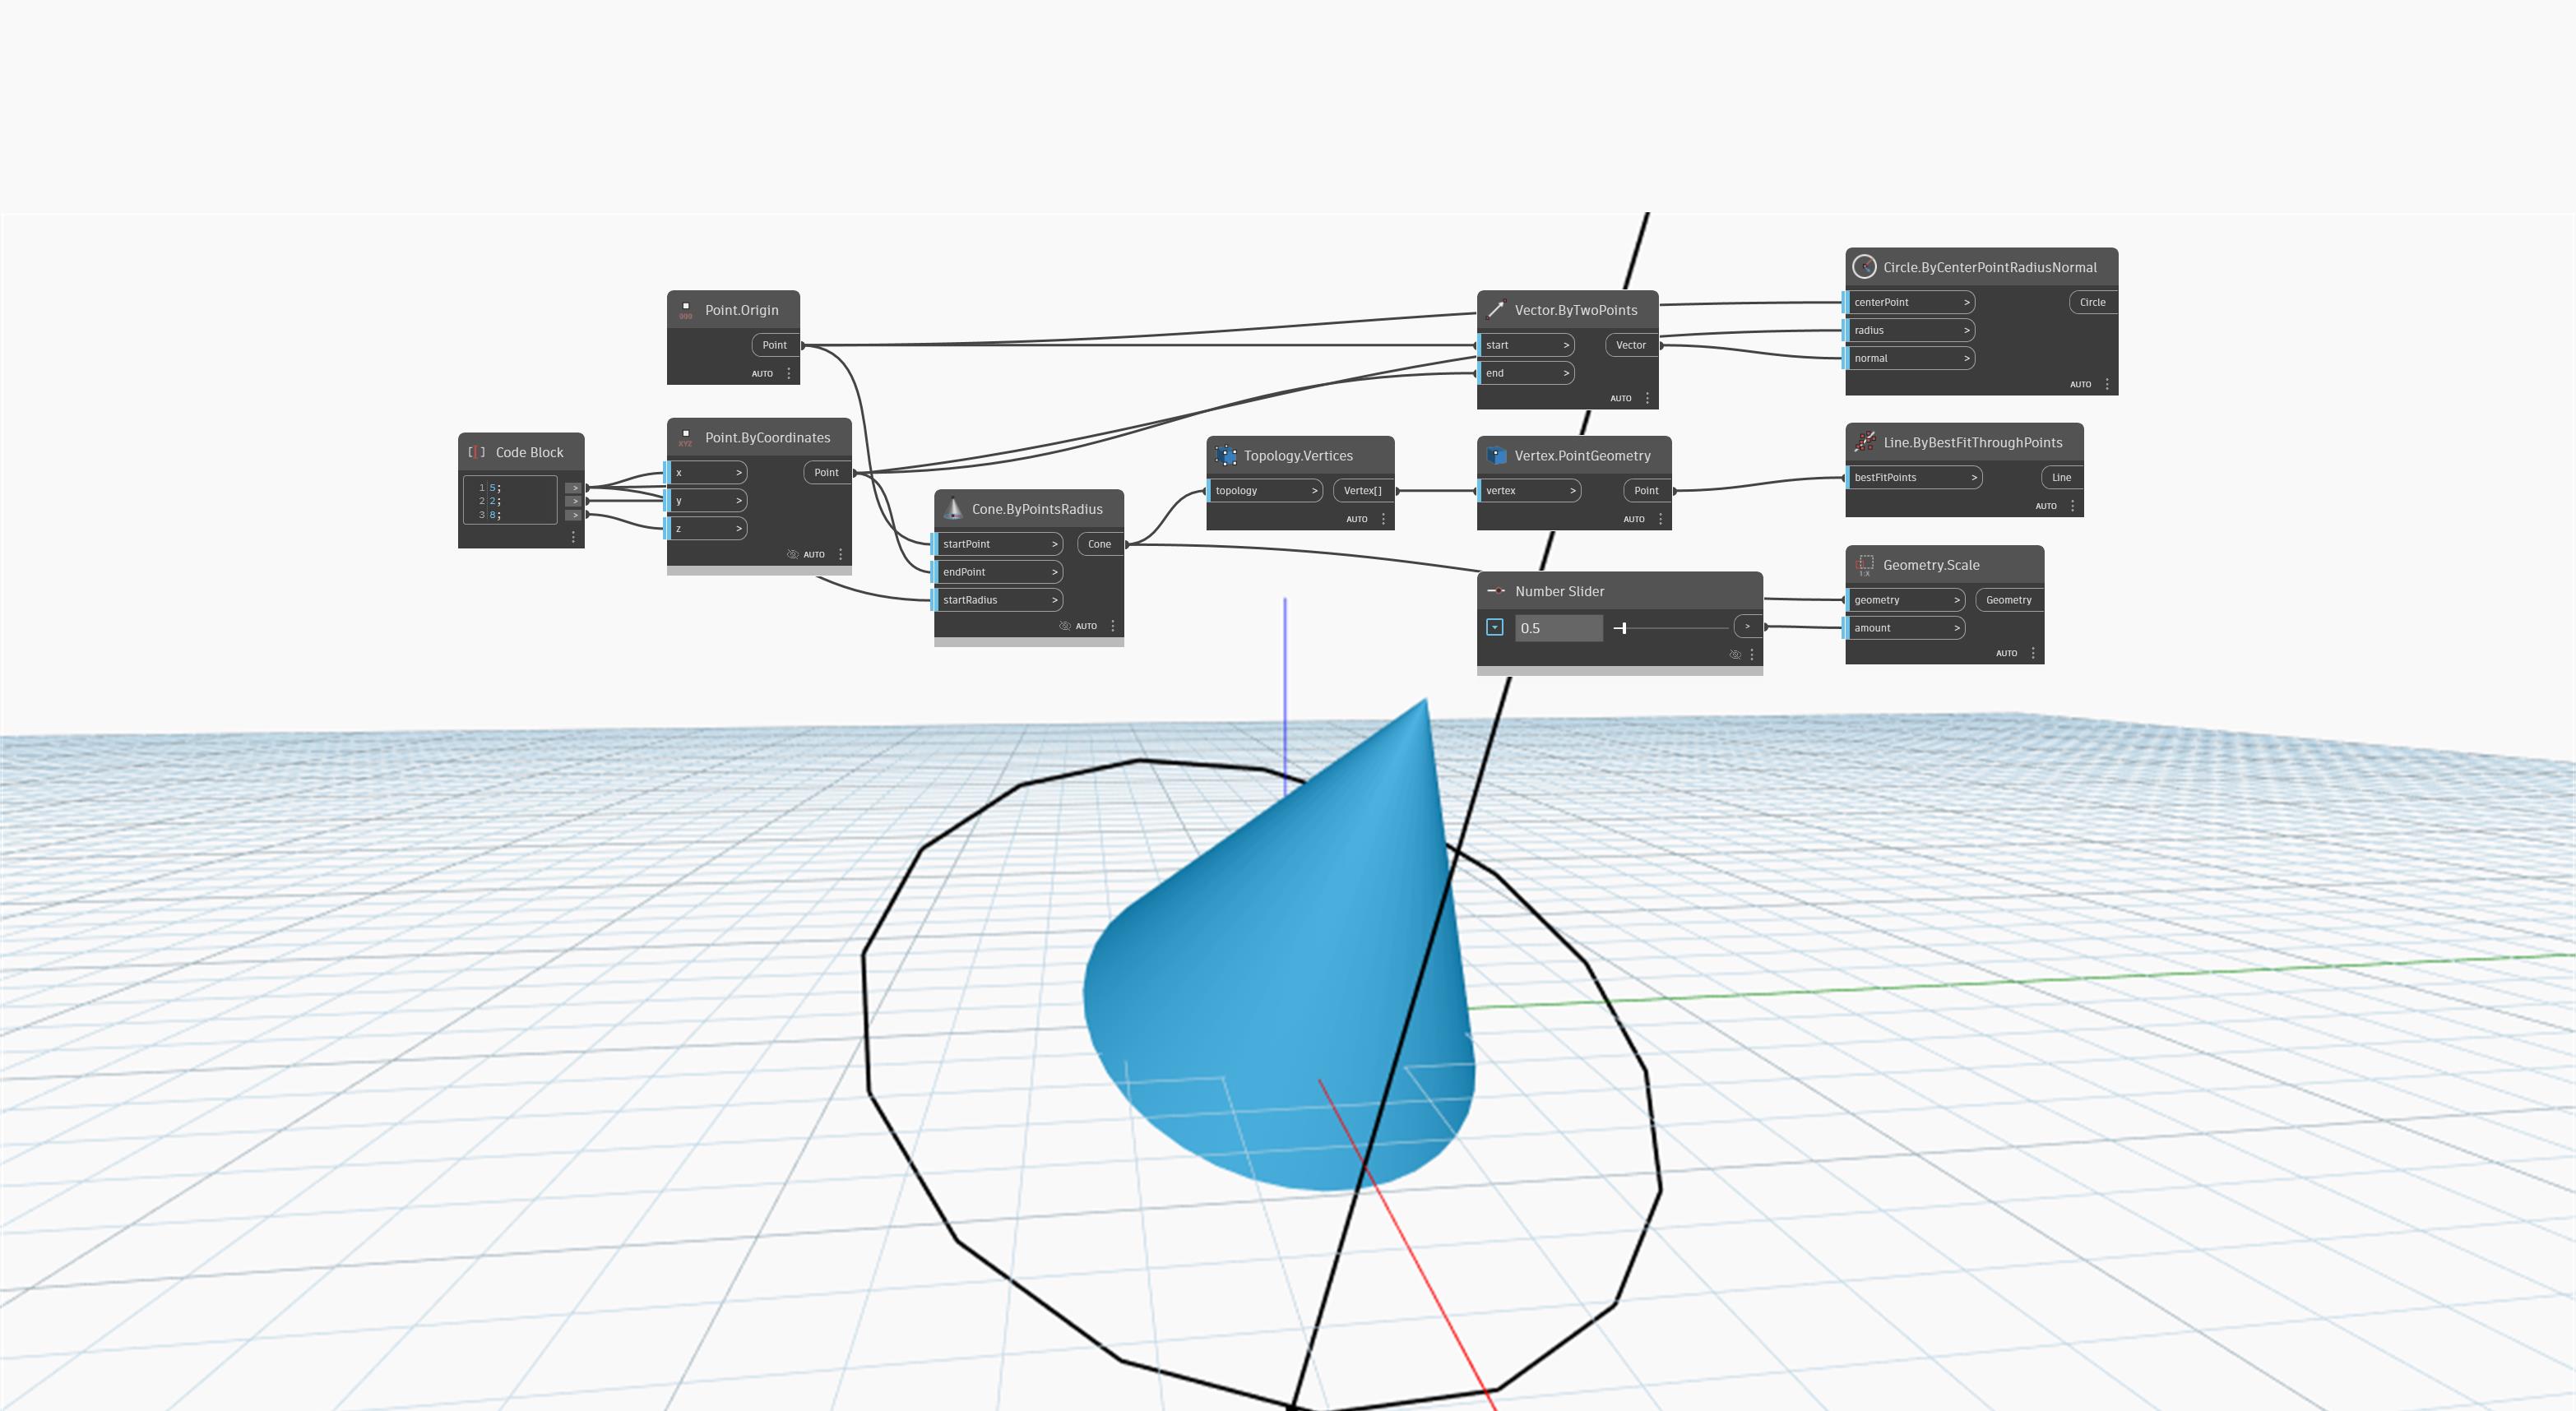 Point.Origin
Point
AUTO
Code Block
1 5;
2 2;
3 8;
>
>
>
Point.ByCoordinates
x >
Point
y >
z >
AUTO
Cone.ByPointsRadius
startPoint >
Cone
endPoint >
startRadius >
AUTO
Topology.Vertices
topology >
Vertex[]
AUTO
Vector.ByTwoPoints
start >
Vector
end >
AUTO
Vertex.PointGeometry
vertex >
Point
AUTO
Number Slider
0.5
>
Circle.ByCenterPointRadiusNormal
centerPoint >
Circle
radius >
normal >
AUTO
Line.ByBestFitThroughPoints
bestFitPoints >
Line
AUTO
Geometry.Scale
geometry >
Geometry
amount >
AUTO